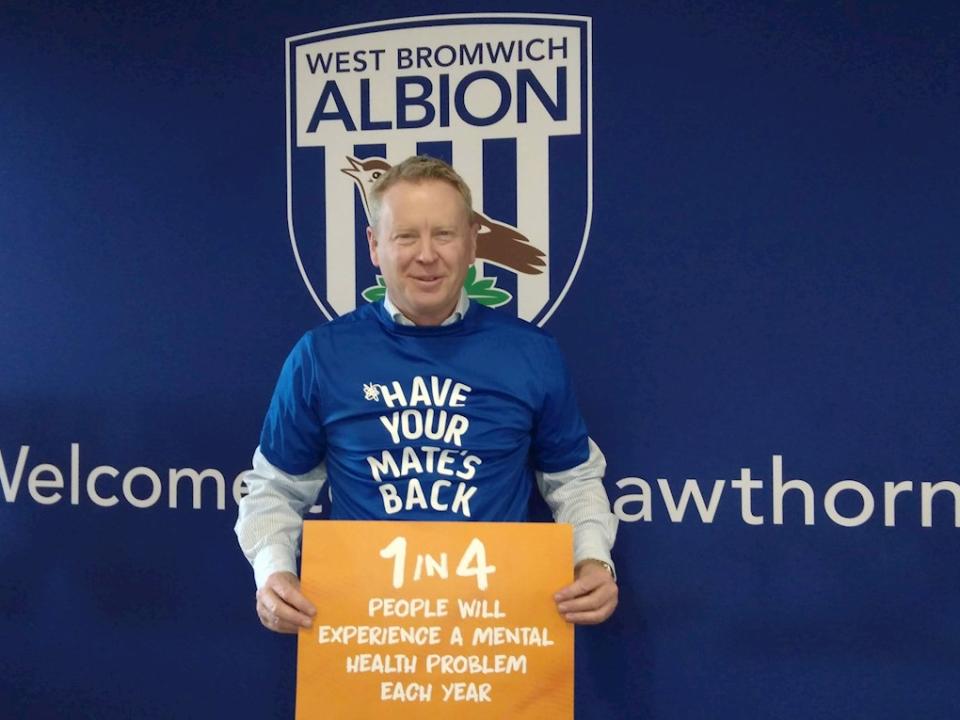 WEST BROMWICH
ALBION
*HAVE
YOUR
MATE'S
BACK
Welcome awthorn
1 IN 4
PEOPLE WILL
EXPERIENCE A MENTAL
HEALTH PROBLEM
EACH YEAR